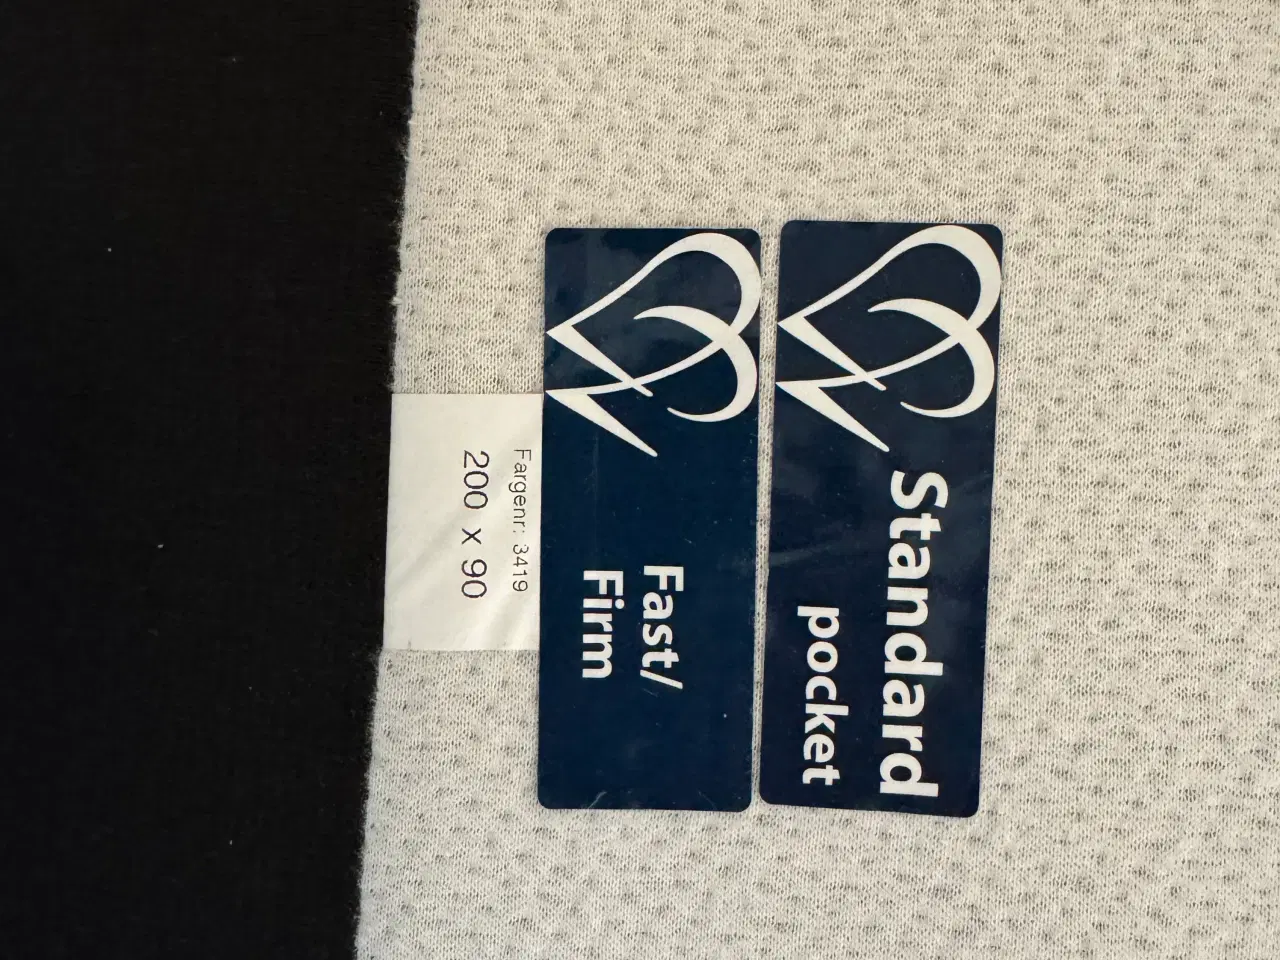 Standard
pocket
Fast/
Firm
Fargenr: 3419
200 x 90